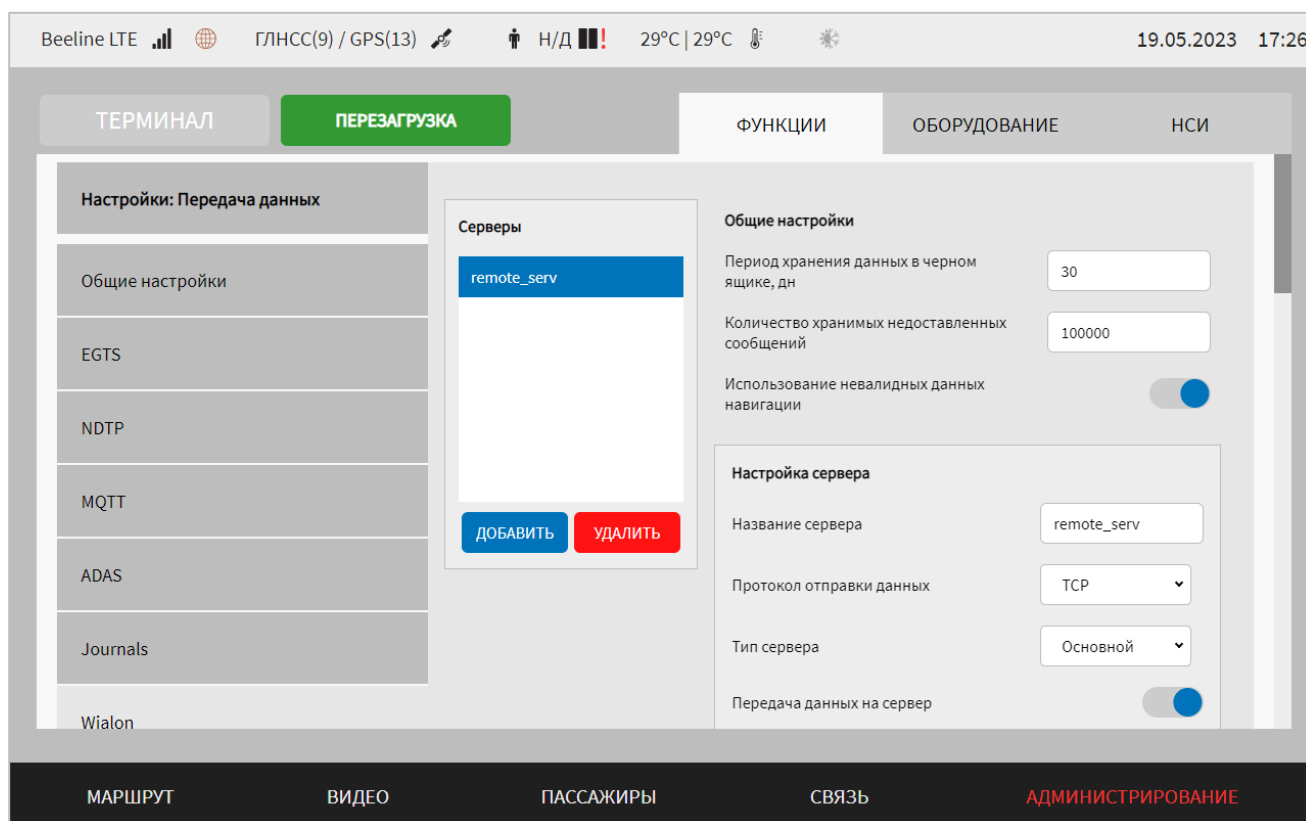 Beeline LTE ГЛНСС(9) / GPS(13) Н/Д ! 29°C | 29°C 19.05.2023 17:26
ТЕРМИНАЛ ПЕРЕЗАГРУЗКА ФУНКЦИИ ОБОРУДОВАНИЕ НСИ
Настройки: Передача данных
Общие настройки
EGTS
NDTP
MQTT
ADAS
Journals
Wialon
Серверы
remote_serv
ДОБАВИТЬ УДАЛИТЬ
Общие настройки
Период хранения данных в черном
ящике, дн
30
Количество хранимых недоставленных
сообщений
100000
Использование невалидных данных
навигации
Настройка сервера
Название сервера remote_serv
Протокол отправки данных TCP
Тип сервера Основной
Передача данных на сервер
МАРШРУТ ВИДЕО ПАССАЖИРЫ СВЯЗЬ АДМИНИСТРИРОВАНИЕ